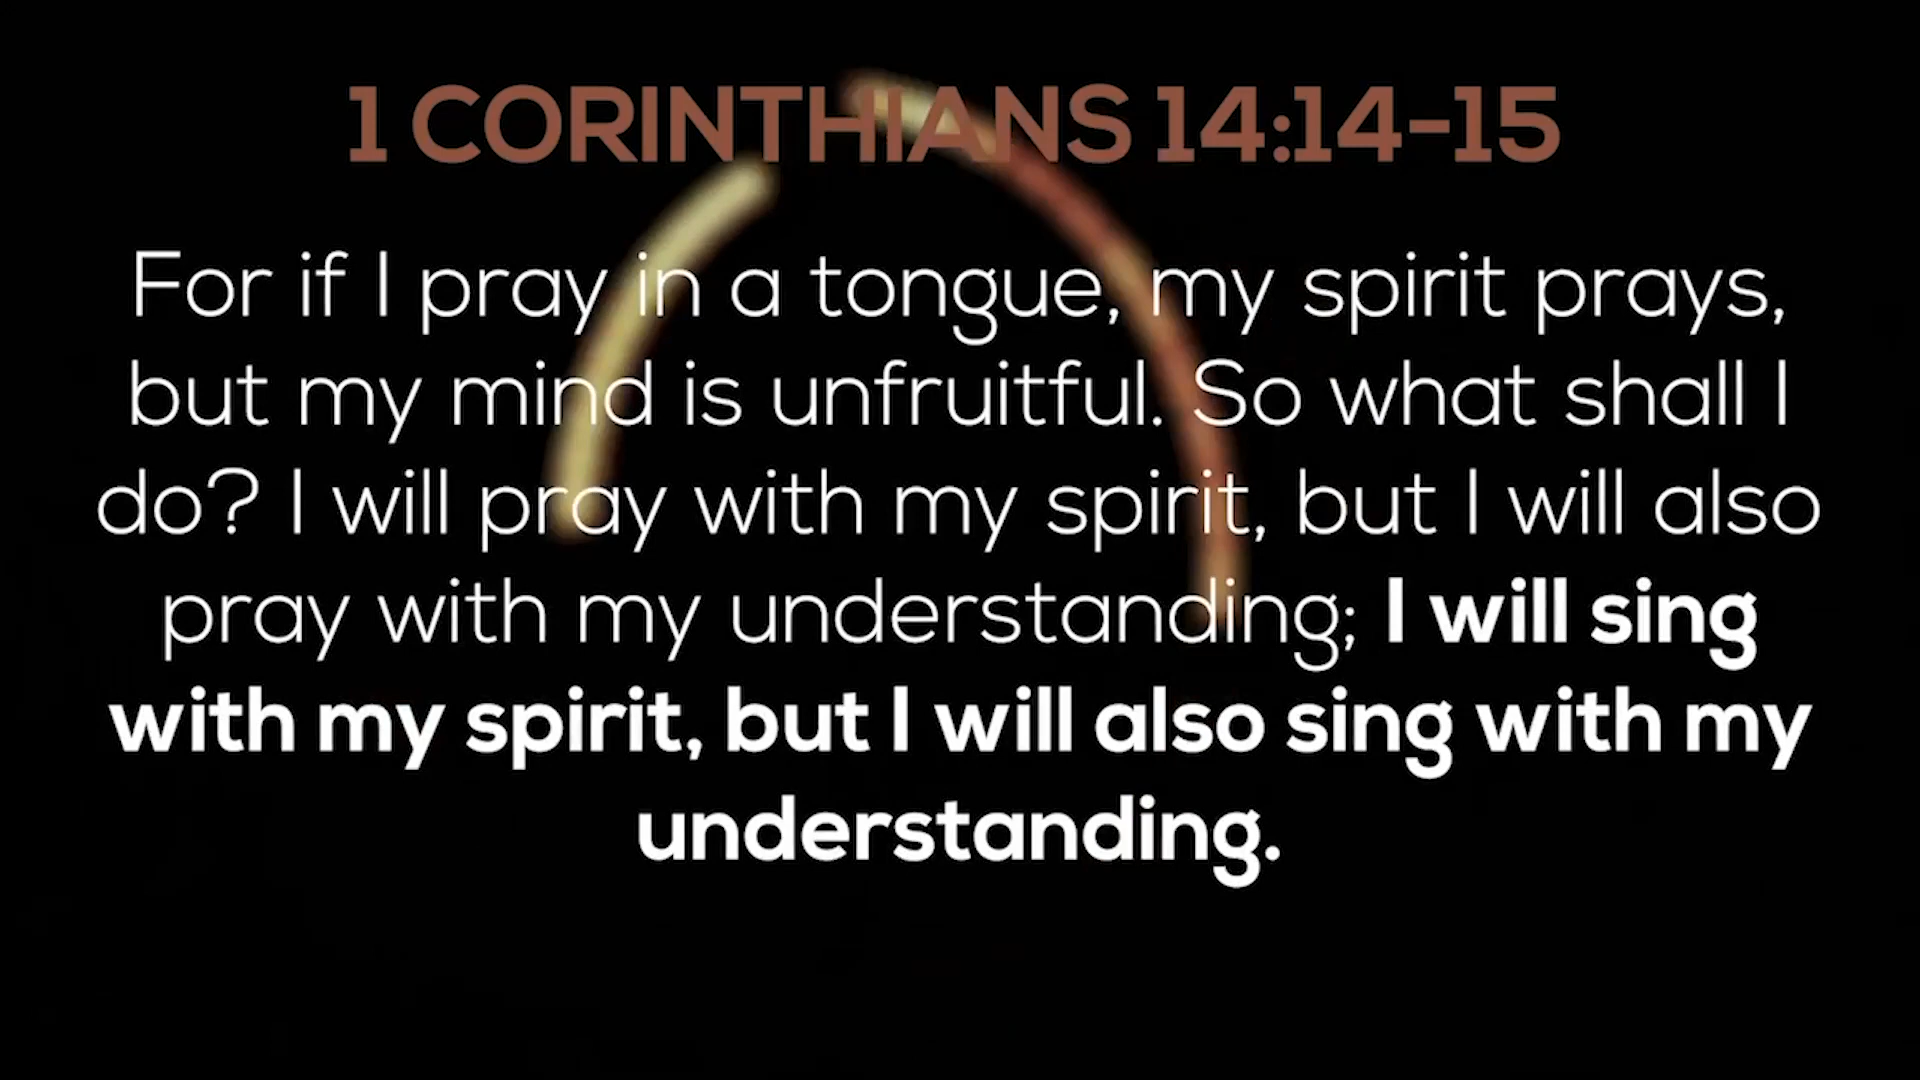 1 CORINTHIANS 14:14-15
For if I pray in a tongue, my spirit prays,
but my mind is unfruitful. So what shall I
do? I will pray with my spirit, but I will also
pray with my understanding; I will sing
with my spirit, but I will also sing with my
understanding.